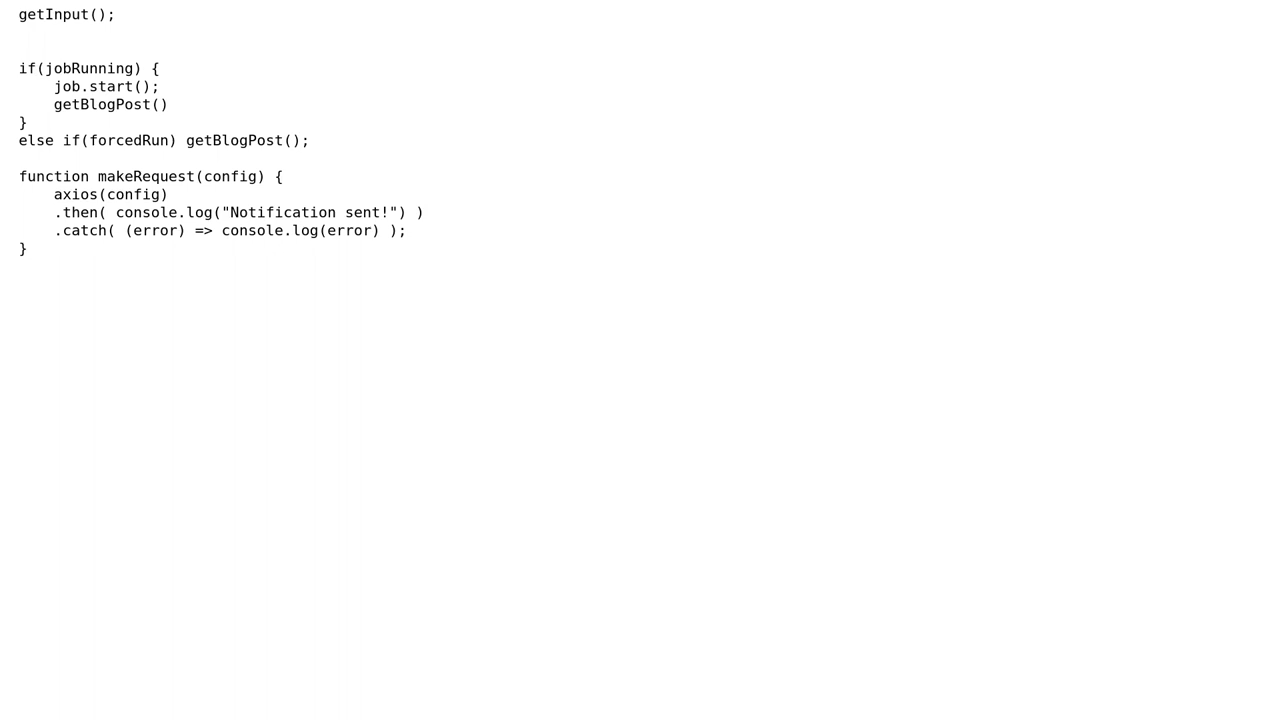 getInput();
if(jobRunning) {
    job.start();
    getBlogPost()
}
else if(forcedRun) getBlogPost();
function makeRequest(config) {
    axios(config)
    .then( console.log("Notification sent!") )
    .catch( (error) => console.log(error) );
}